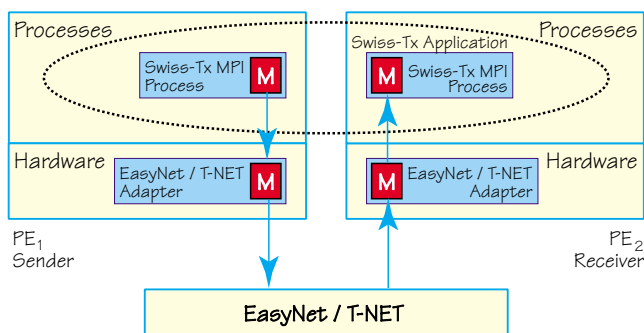 Processes
Swiss-Tx MPI
Process
M
Hardware
EasyNet / T-NET
Adapter
M
PE1
Sender
Processes
Swiss-Tx Application
M
Swiss-Tx MPI
Process
Hardware
M
EasyNet / T-NET
Adapter
PE2
Receiver
EasyNet / T-NET